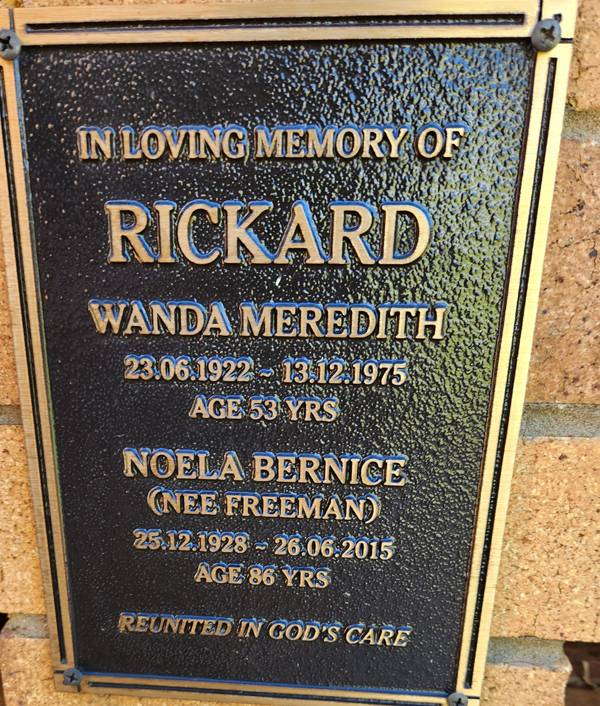 IN LOVING MEMORY OF
RICKARD
WANDA MEREDITH
23.06.1922 ~ 13.12.1975
AGE 53 YRS
NOELA BERNICE
(NEE FREEMAN)
25.12.1928 ~ 26.06.2015
AGE 86 YRS
REUNITED IN GOD'S CARE